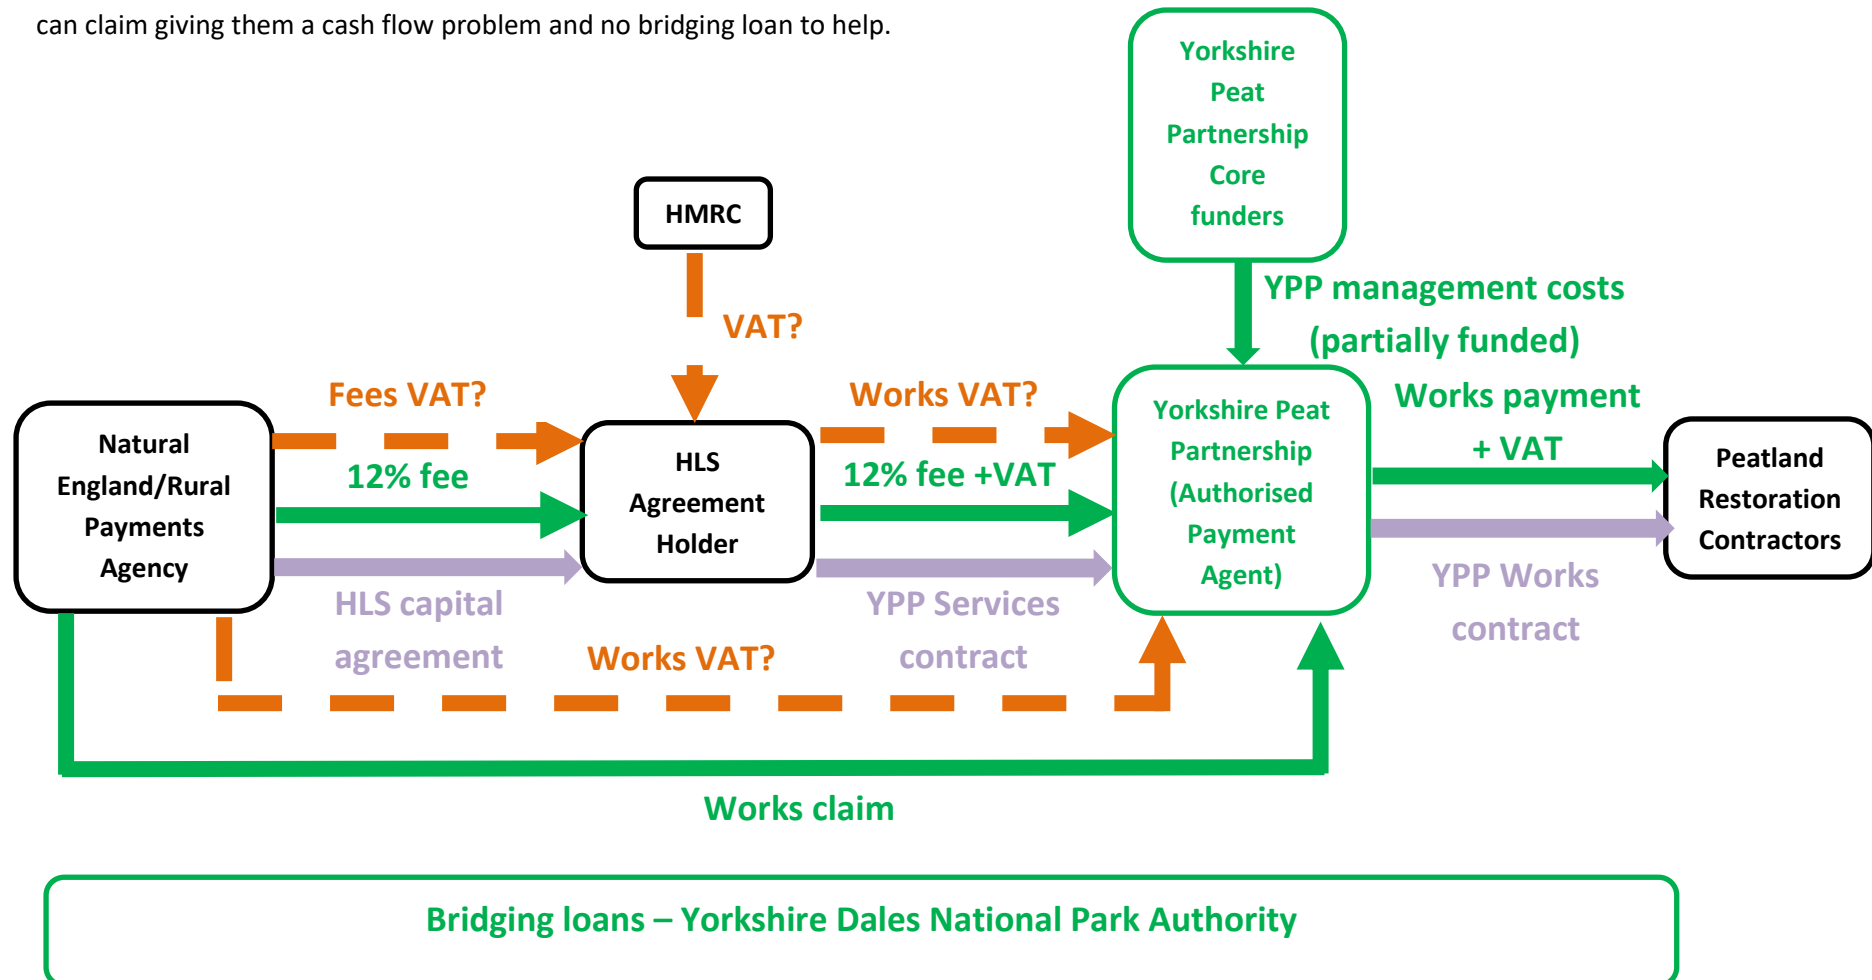 can claim giving them a cash flow problem and no bridging loan to help.
Yorkshire
Peat
Partnership
Core
funders
HMRC
VAT?
YPP management costs
(partially funded)
Fees VAT?
Works VAT?
Works payment
+ VAT
Natural
England/Rural
Payments
Agency
12% fee
HLS
Agreement
Holder
12% fee +VAT
Yorkshire Peat
Partnership
(Authorised
Payment
Agent)
Peatland
Restoration
Contractors
HLS capital
agreement
YPP Services
contract
YPP Works
contract
Works VAT?
Works claim
Bridging loans – Yorkshire Dales National Park Authority